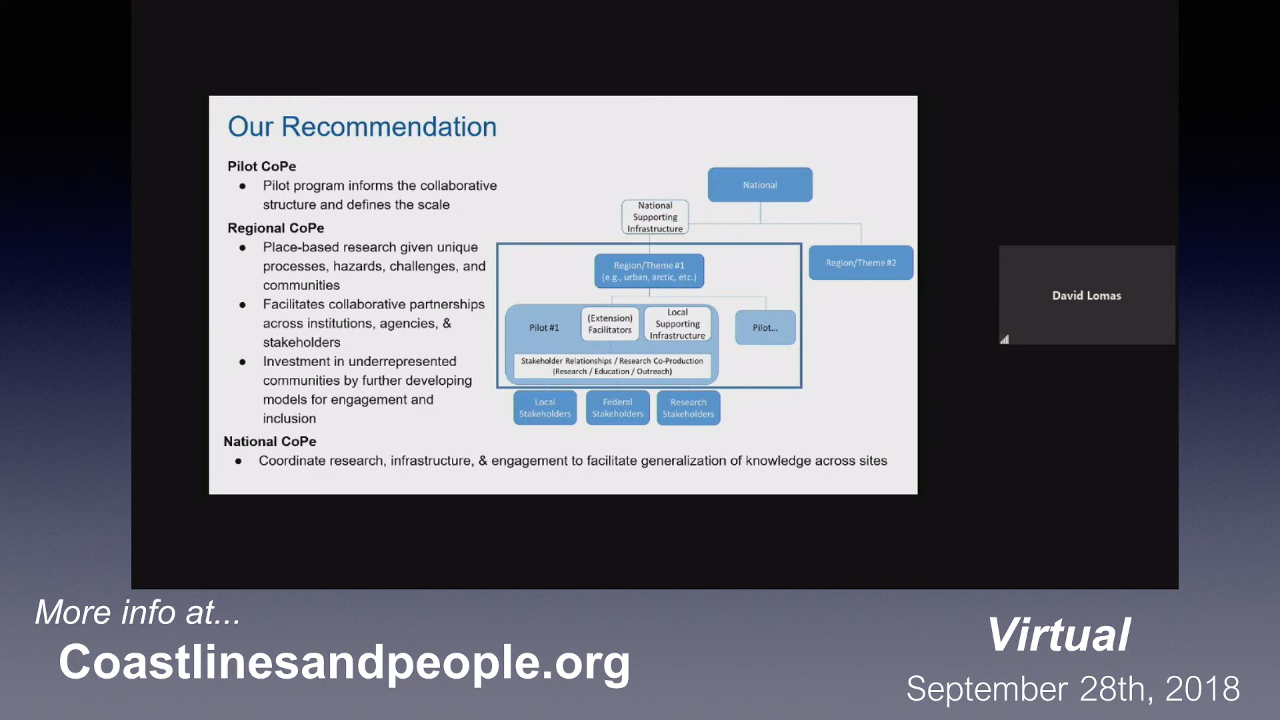 Our Recommendation
Pilot CoPe
● Pilot program informs the collaborative
structure and defines the scale
Regional CoPe
● Place-based research given unique
processes, hazards, challenges, and
communities
● Facilitates collaborative partnerships
across institutions, agencies, &
stakeholders
● Investment in underrepresented
communities by further developing
models for engagement and
inclusion
National CoPe
● Coordinate research, infrastructure, & engagement to facilitate generalization of knowledge across sites
National
National
Supporting
Infrastructure
Region/Theme #1
(e.g., urban, arctic, etc.)
Region/Theme #2
Pilot #1
(Extension)
Facilitators
Local
Supporting
Infrastructure
Pilot...
Stakeholder Relationships / Research Co-Production
(Research / Education / Outreach)
Local
Stakeholders
Federal
Stakeholders
Research
Stakeholders
David Lomas
More info at...
Coastlinesandpeople.org
Virtual
September 28th, 2018